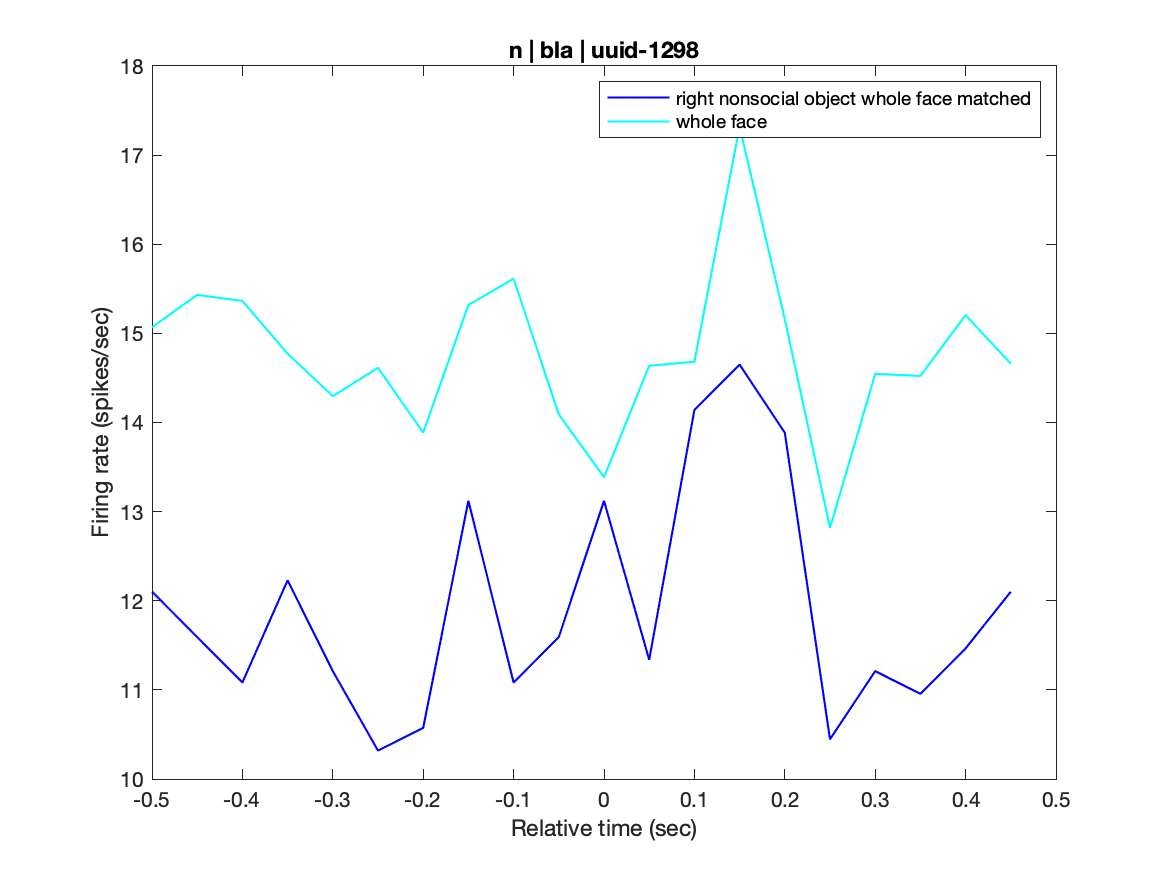 n | bla | uuid-1298
18
right nonsocial object whole face matched
whole face
17
16
15
14
13
12
11
10
Firing rate (spikes/sec)
-0.5 -0.4 -0.3 -0.2 -0.1 0 0.1 0.2 0.3 0.4 0.5
Relative time (sec)